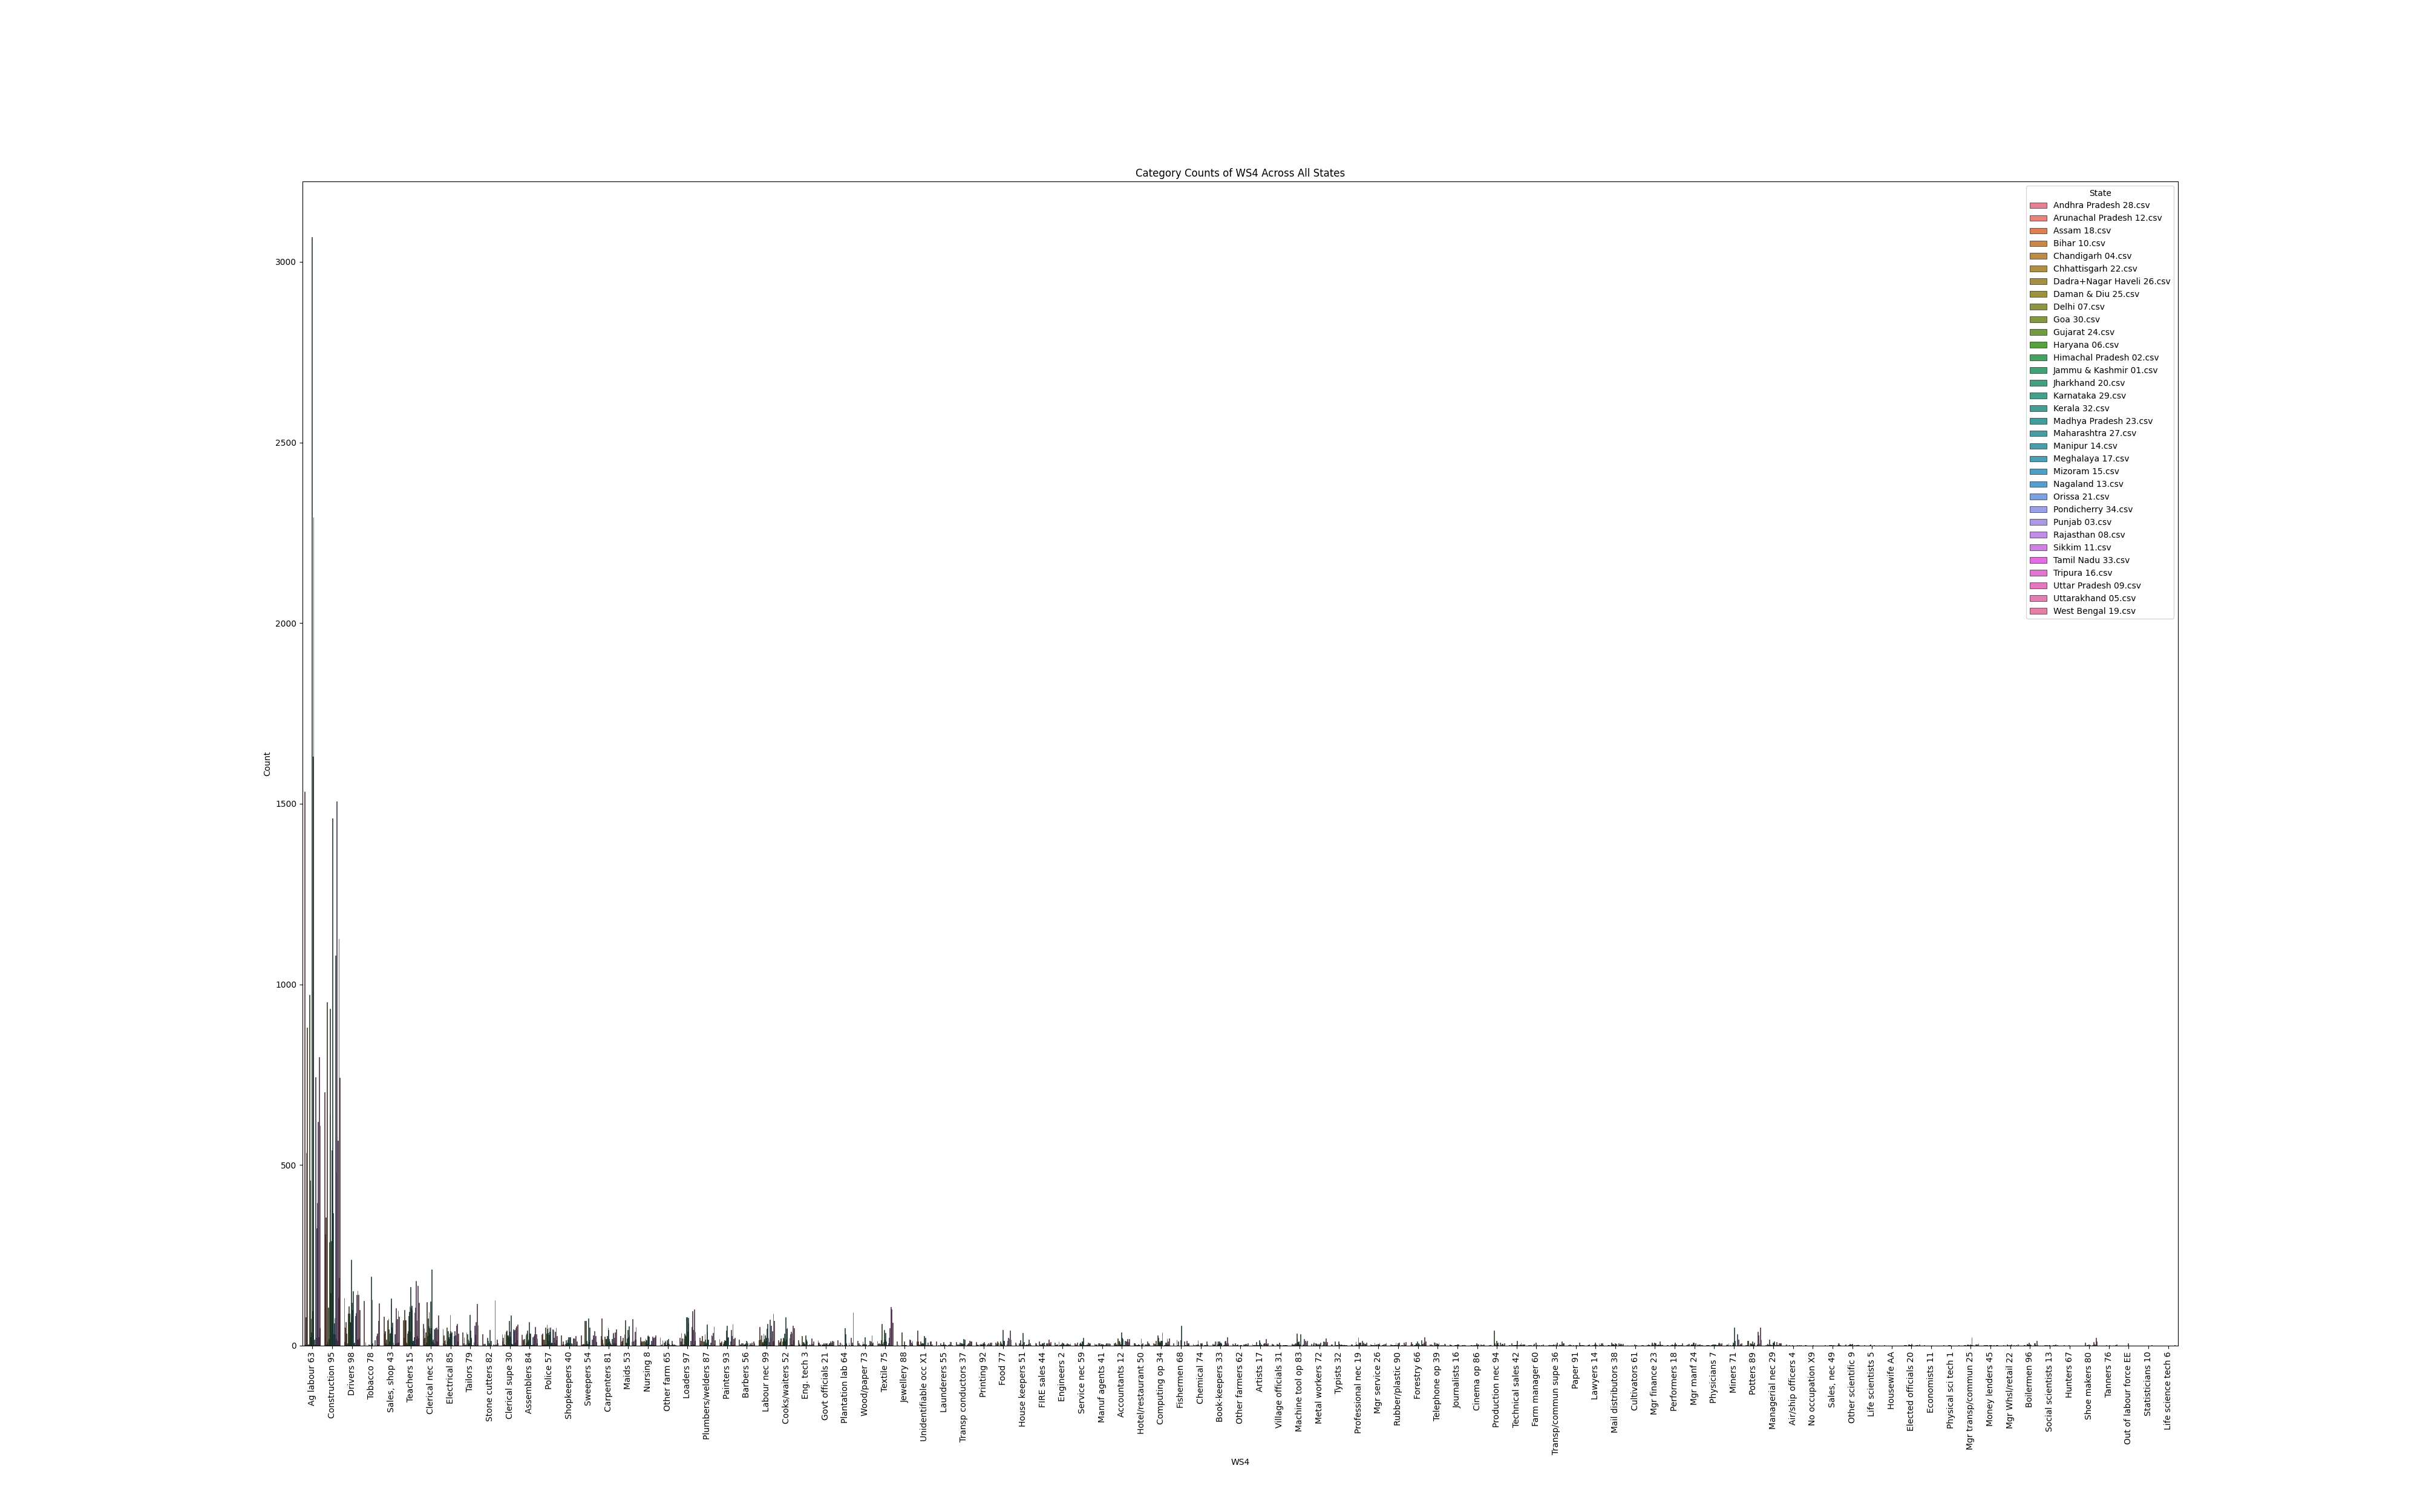 Category Counts of WS4 Across All States
State
Andhra Pradesh 28.csv
Arunachal Pradesh 12.csv
Assam 18.csv
Bihar 10.csv
Chandigarh 04.csv
Chhattisgarh 22.csv
Dadra+Nagar Haveli 26.csv
Daman & Diu 25.csv
Delhi 07.csv
Goa 30.csv
Gujarat 24.csv
Haryana 06.csv
Himachal Pradesh 02.csv
Jammu & Kashmir 01.csv
Jharkhand 20.csv
Karnataka 29.csv
Kerala 32.csv
Madhya Pradesh 23.csv
Maharashtra 27.csv
Manipur 14.csv
Meghalaya 17.csv
Mizoram 15.csv
Nagaland 13.csv
Orissa 21.csv
Pondicherry 34.csv
Punjab 03.csv
Rajasthan 08.csv
Sikkim 11.csv
Tamil Nadu 33.csv
Tripura 16.csv
Uttar Pradesh 09.csv
Uttarakhand 05.csv
West Bengal 19.csv
3000
2500
2000
1500
1000
500
0
Count
Ag labour 63
Construction 95
Drivers 98
Tobacco 78
Sales, shop 43
Teachers 15
Clerical nec 35
Electrical 85
Tailors 79
Stone cutters 82
Clerical supe 30
Assemblers 84
Police 57
Shopkeepers 40
Sweepers 54
Carpenters 81
Maids 53
Nursing 8
Other farm 65
Loaders 97
Plumbers/welders 87
Painters 93
Barbers 56
Labour nec 99
Cooks/waiters 52
Eng. tech 3
Govt officials 21
Plantation lab 64
Wood/paper 73
Textile 75
Jewellery 88
Unidentifiable occ X1
Launderers 55
Transp conductors 37
Printing 92
Food 77
House keepers 51
FIRE sales 44
Engineers 2
Service nec 59
Manuf agents 41
Accountants 12
Hotel/restaurant 50
Computing op 34
Fishermen 68
Chemical 74
Book-keepers 33
Other farmers 62
Artists 17
Village officials 31
Machine tool op 83
Metal workers 72
Typists 32
Professional nec 19
Mgr service 26
Rubber/plastic 90
Forestry 66
Telephone op 39
Journalists 16
Cinema op 86
Production nec 94
Technical sales 42
Farm manager 60
Transp/commun supe 36
Paper 91
Lawyers 14
Mail distributors 38
Cultivators 61
Mgr finance 23
Performers 18
Mgr manf 24
Physicians 7
Miners 71
Potters 89
Managerial nec 29
Air/ship officers 4
No occupation X9
Sales, nec 49
Other scientific 9
Life scientists 5
Housewife AA
Elected officials 20
Economists 11
Physical sci tech 1
Mgr transp/commun 25
Money lenders 45
Mgr Whsl/retail 22
Boilermen 96
Social scientists 13
Hunters 67
Shoe makers 80
Tanners 76
Out of labour force EE
Statisticians 10
Life science tech 6
WS4